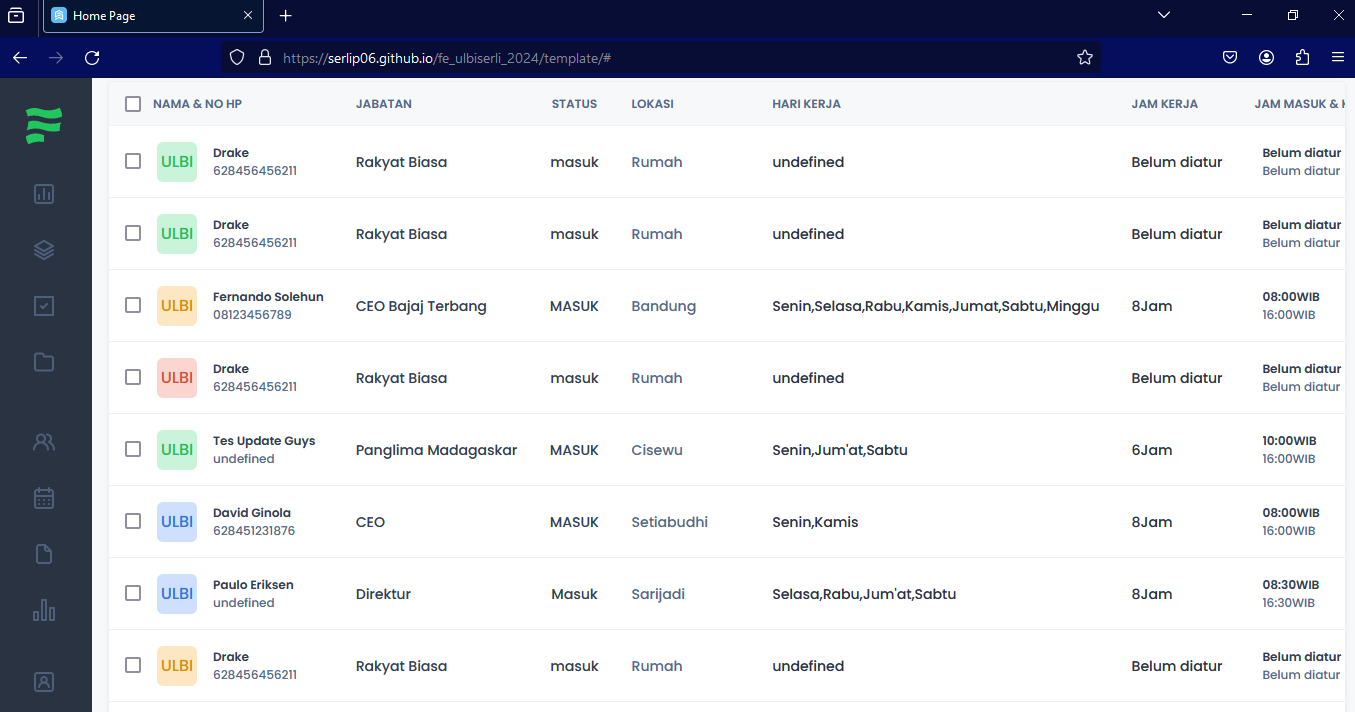 Home Page
https://serlip06.github.io/fe_ulbiserli_2024/template/#
NAMA & NO HP JABATAN STATUS LOKASI HARI KERJA JAM KERJA JAM MASUK &
ULBI Drake Rakyat Biasa masuk Rumah undefined Belum diatur Belum diatur
628456456211 Belum diatur
ULBI Drake Rakyat Biasa masuk Rumah undefined Belum diatur Belum diatur
628456456211 Belum diatur
ULBI Fernando Solehun CEO Bajaj Terbang MASUK Bandung Senin,Selasa,Rabu,Kamis,Jumat,Sabtu,Minggu 8Jam 08:00WIB
08123456789 16:00WIB
ULBI Drake Rakyat Biasa masuk Rumah undefined Belum diatur Belum diatur
628456456211 Belum diatur
ULBI Tes Update Guys Panglima Madagaskar MASUK Cisewu Senin,Jum'at,Sabtu 6Jam 10:00WIB
undefined 16:00WIB
ULBI David Ginola CEO MASUK Setiabudhi Senin,Kamis 8Jam 08:00WIB
628451231876 16:00WIB
ULBI Paulo Eriksen Direktur Masuk Sarijadi Selasa,Rabu,Jum'at,Sabtu 8Jam 08:30WIB
undefined 16:30WIB
ULBI Drake Rakyat Biasa masuk Rumah undefined Belum diatur Belum diatur
628456456211 Belum diatur